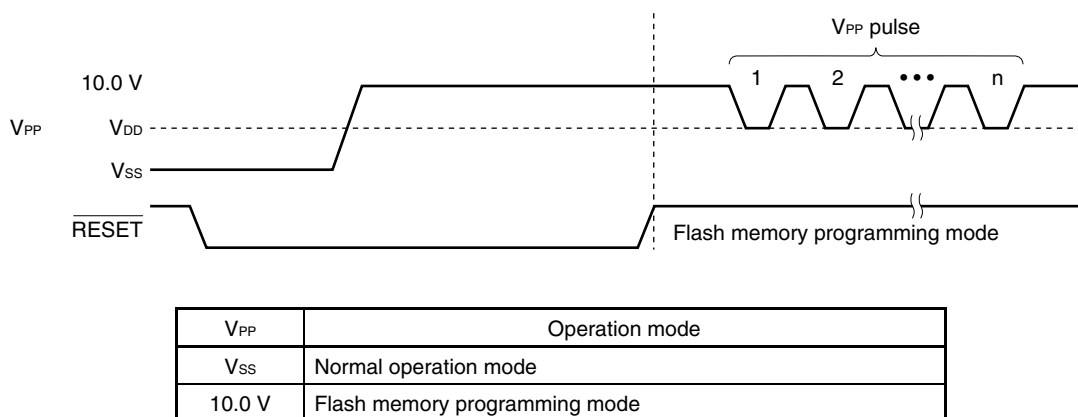 VPP pulse
10.0 V
1 2 ••• n
VPP
VDD
VSS
RESET
Flash memory programming mode
VPP Operation mode
VSS Normal operation mode
10.0 V Flash memory programming mode